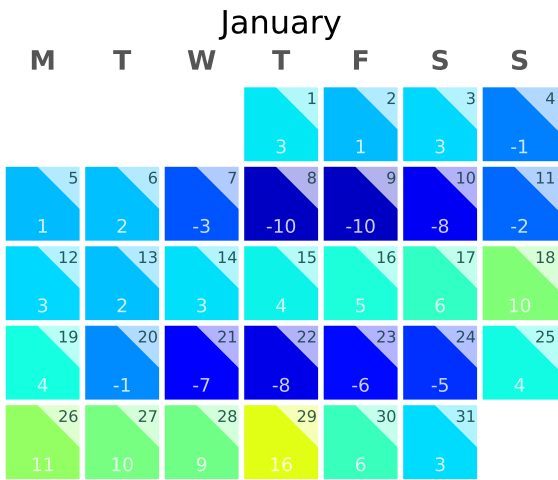 January
M T W T F S S
1 2 3 4
3 1 3 -1
5 6 7 8 9 10 11
1 2 -3 -10 -10 -8 -2
12 13 14 15 16 17 18
3 2 3 4 5 6 10
19 20 21 22 23 24 25
4 -1 -7 -8 -6 -5 4
26 27 28 29 30 31
11 10 9 16 6 3